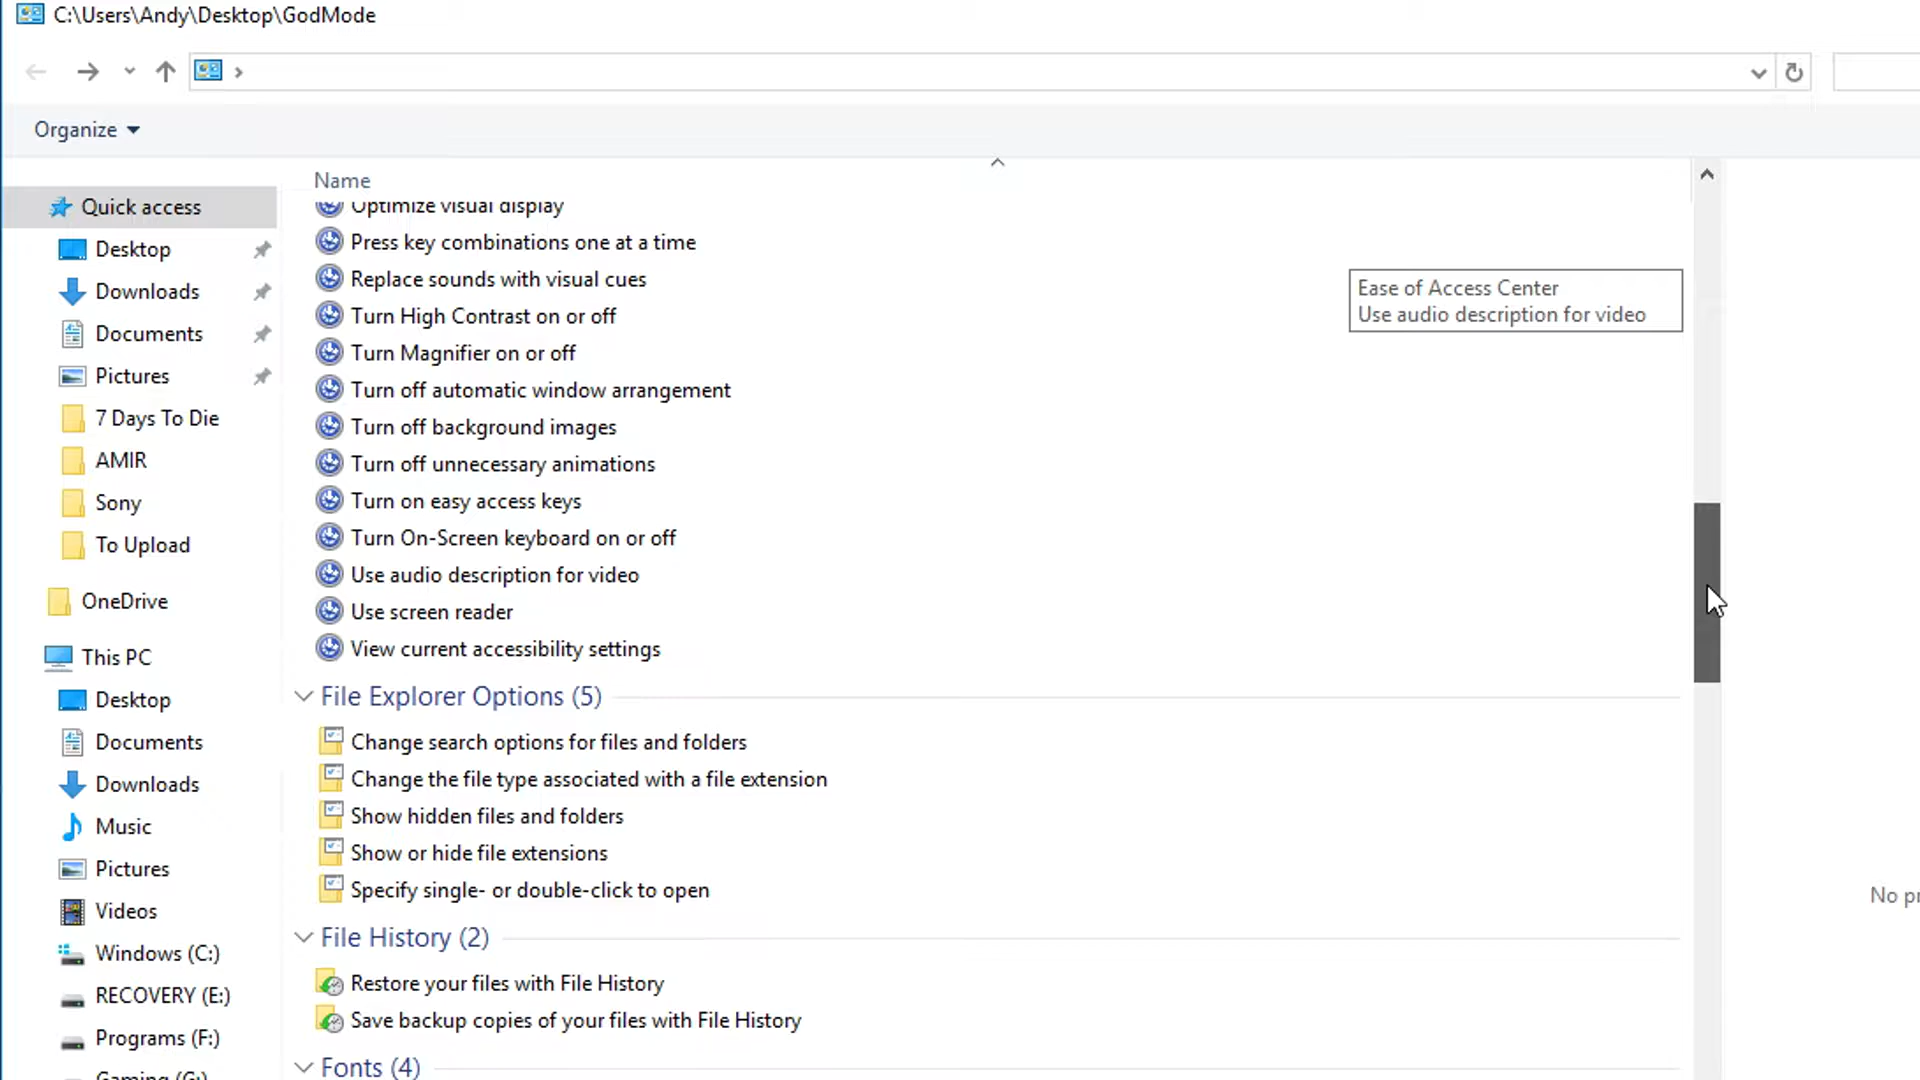 C:\Users\Andy\Desktop\GodMode
Organize
Name
Quick access
Desktop
Downloads
Documents
Pictures
7 Days To Die
AMIR
Sony
To Upload
OneDrive
This PC
Desktop
Documents
Downloads
Music
Pictures
Videos
Windows (C:)
RECOVERY (E:)
Programs (F:)
Gaming (G:)
Optimize visual display
Press key combinations one at a time
Replace sounds with visual cues
Turn High Contrast on or off
Turn Magnifier on or off
Turn off automatic window arrangement
Turn off background images
Turn off unnecessary animations
Turn on easy access keys
Turn On-Screen keyboard on or off
Use audio description for video
Use screen reader
View current accessibility settings
File Explorer Options (5)
Change search options for files and folders
Change the file type associated with a file extension
Show hidden files and folders
Show or hide file extensions
Specify single- or double-click to open
File History (2)
Restore your files with File History
Save backup copies of your files with File History
Fonts (4)
Ease of Access Center
Use audio description for video
No pr